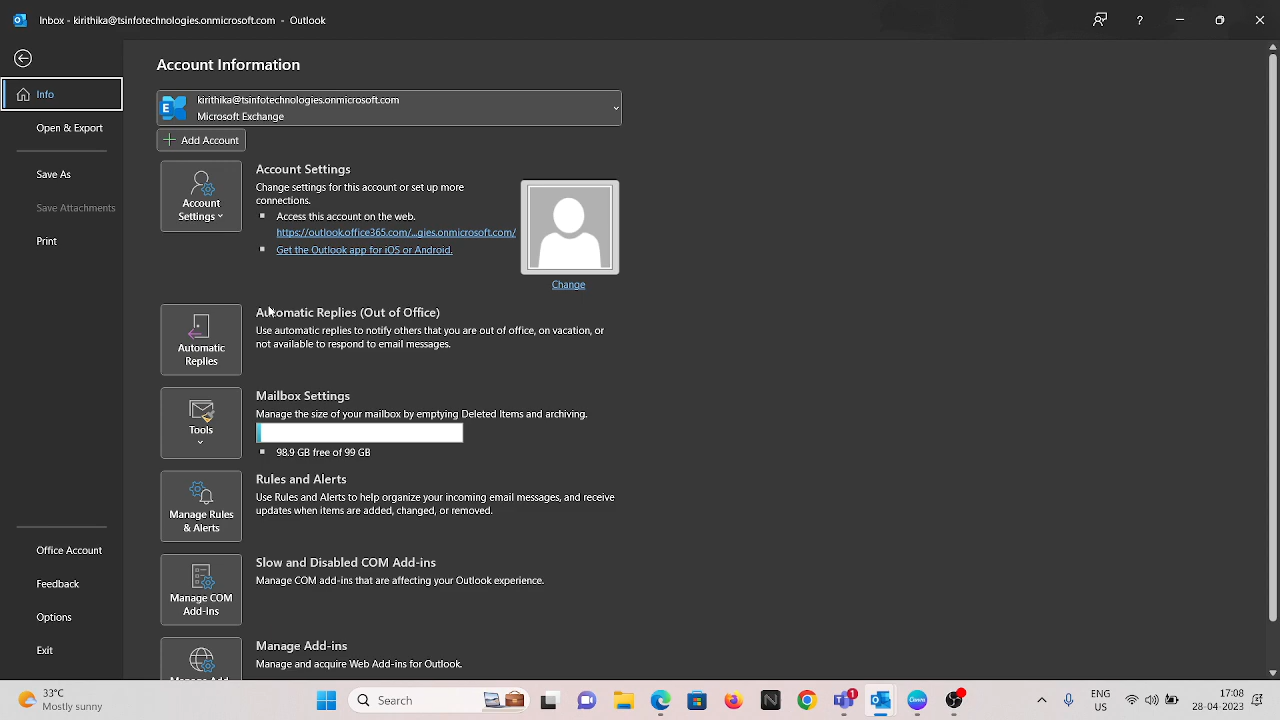 Inbox - kirithika@tsinfotechnologies.onmicrosoft.com - Outlook
?
Info
Open & Export
Save As
Save Attachments
Print
Office Account
Feedback
Options
Exit
Account Information
kirithika@tsinfotechnologies.onmicrosoft.com
Microsoft Exchange
Add Account
Account
Settings
Account Settings
Change settings for this account or set up more
connections.
Access this account on the web.
https://outlook.office365.com/...gies.onmicrosoft.com/
Get the Outlook app for iOS or Android.
Change
Automatic
Replies
Automatic Replies (Out of Office)
Use automatic replies to notify others that you are out of office, on vacation, or
not available to respond to email messages.
Tools
Mailbox Settings
Manage the size of your mailbox by emptying Deleted Items and archiving.
98.9 GB free of 99 GB
Manage Rules
& Alerts
Rules and Alerts
Use Rules and Alerts to help organize your incoming email messages, and receive
updates when items are added, changed, or removed.
Manage COM
Add-ins
Slow and Disabled COM Add-ins
Manage COM add-ins that are affecting your Outlook experience.
Manage Add-ins
Manage and acquire Web Add-ins for Outlook.
33°C
Mostly sunny
Search
1
ENG
US
17:08
28-04-2023